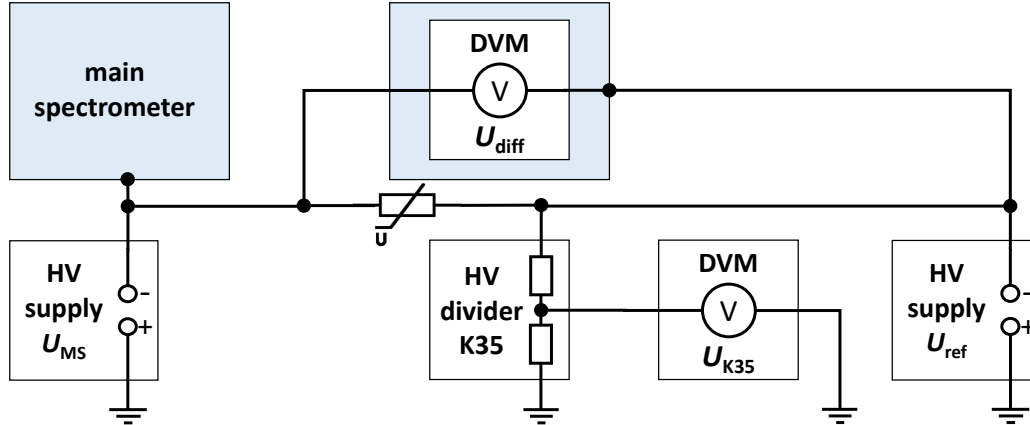 main
spectrometer
DVM
V
U_diff
U
HV
supply
U_MS
-
+
HV
divider
K35
DVM
V
U_K35
HV
supply
U_ref
-
+